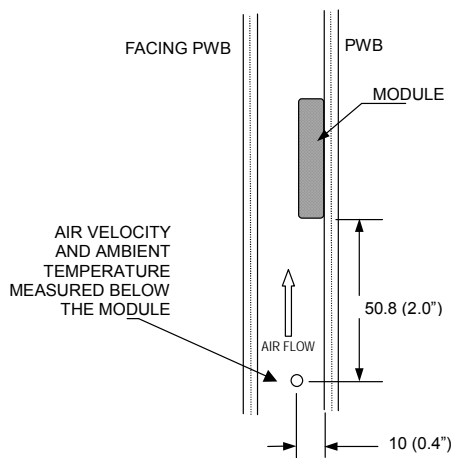 FACING PWB
PWB
MODULE
AIR VELOCITY
AND AMBIENT
TEMPERATURE
MEASURED BELOW
THE MODULE
50.8 (2.0”)
AIR FLOW
10 (0.4”)